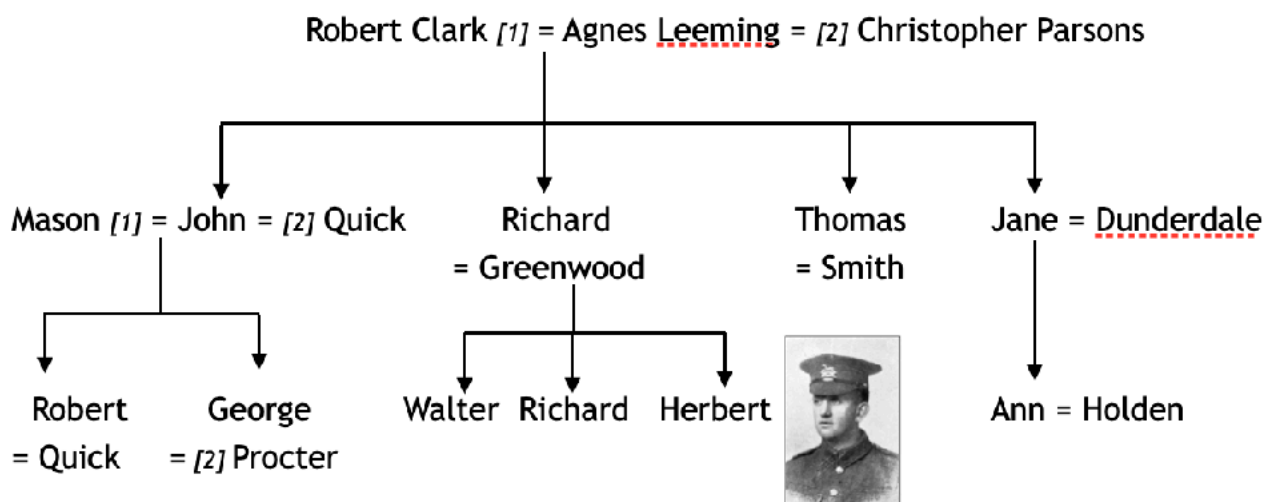 Robert Clark [1] = Agnes Leeming = [2] Christopher Parsons
Mason [1] = John = [2] Quick
Richard
= Greenwood
Thomas
= Smith
Jane = Dunderdale
Robert
= Quick
George
= [2] Procter
Walter
Richard
Herbert
Ann = Holden